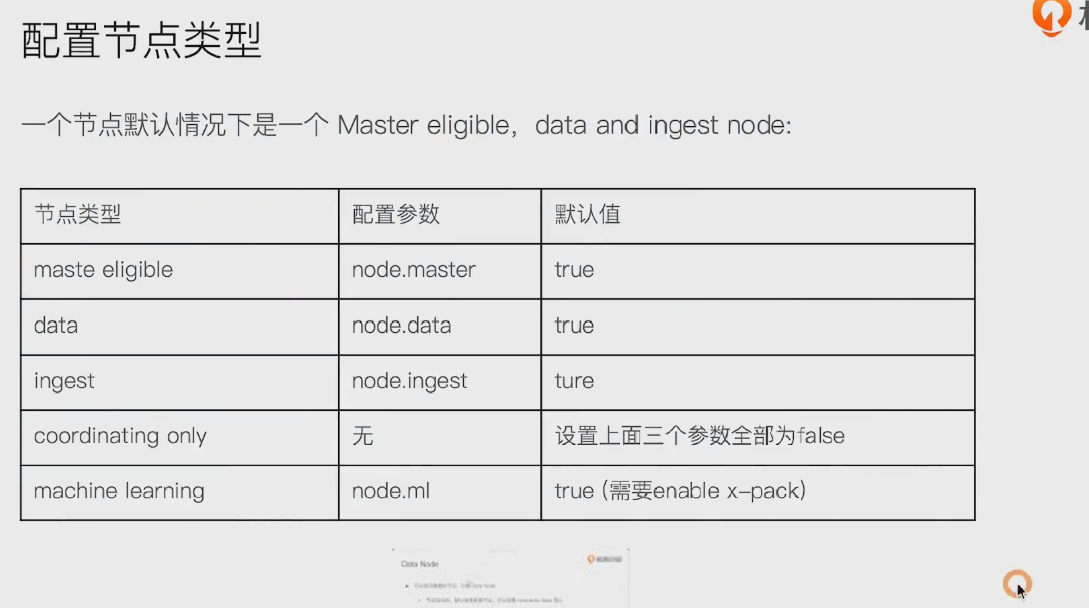 配置节点类型
一个节点默认情况下是一个 Master eligible，data and ingest node:
节点类型 配置参数 默认值
maste eligible node.master true
data node.data true
ingest node.ingest ture
coordinating only 无 设置上面三个参数全部为false
machine learning node.ml true (需要enable x-pack)
Data Node